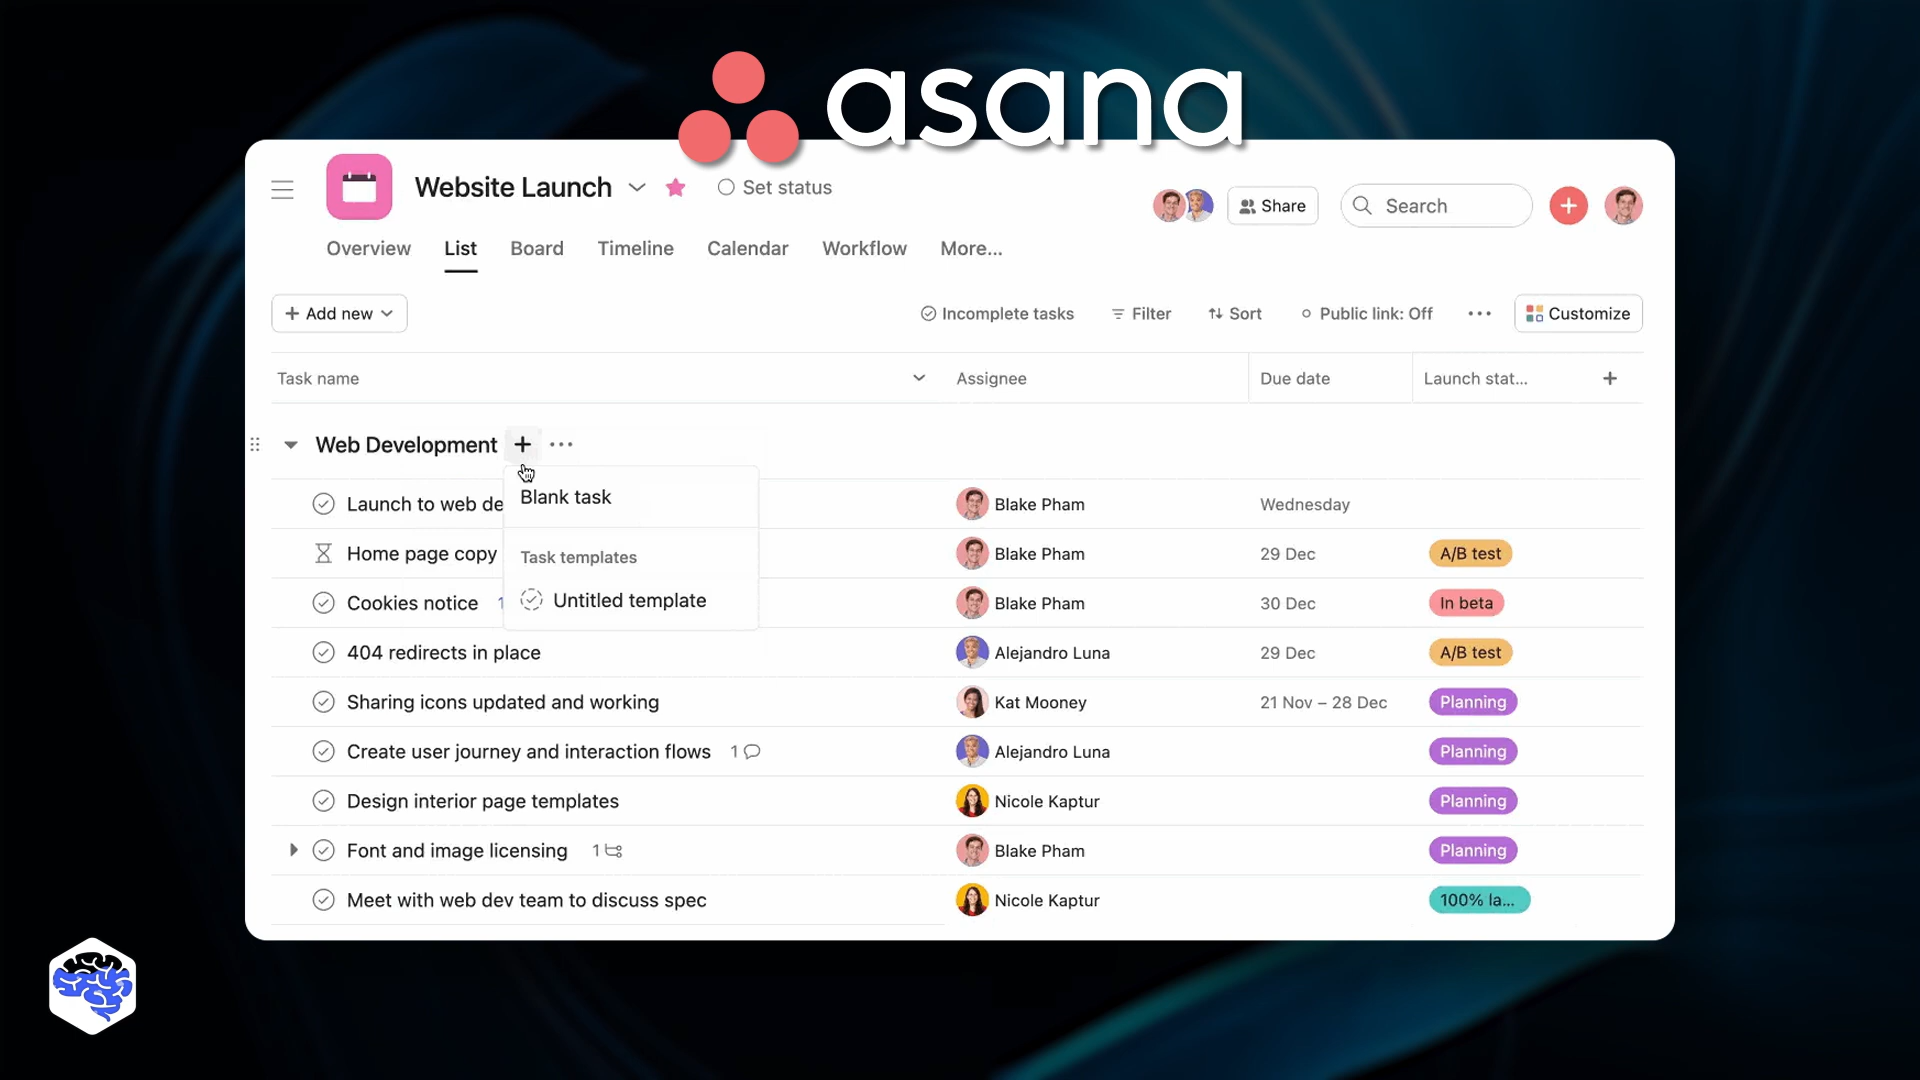 asana
Website Launch
Set status
Share
Search
Overview
List
Board
Timeline
Calendar
Workflow
More...
Add new
Incomplete tasks
Filter
Sort
Public link: Off
Customize
Task name
Assignee
Due date
Launch stat...
Web Development
Blank task
Task templates
Untitled template
Launch to web de
Blake Pham
Wednesday
Home page copy
Blake Pham
29 Dec
A/B test
Cookies notice
Blake Pham
30 Dec
In beta
404 redirects in place
Alejandro Luna
29 Dec
A/B test
Sharing icons updated and working
Kat Mooney
21 Nov – 28 Dec
Planning
Create user journey and interaction flows
1
Alejandro Luna
Planning
Design interior page templates
Nicole Kaptur
Planning
Font and image licensing
1
Blake Pham
Planning
Meet with web dev team to discuss spec
Nicole Kaptur
100% la...